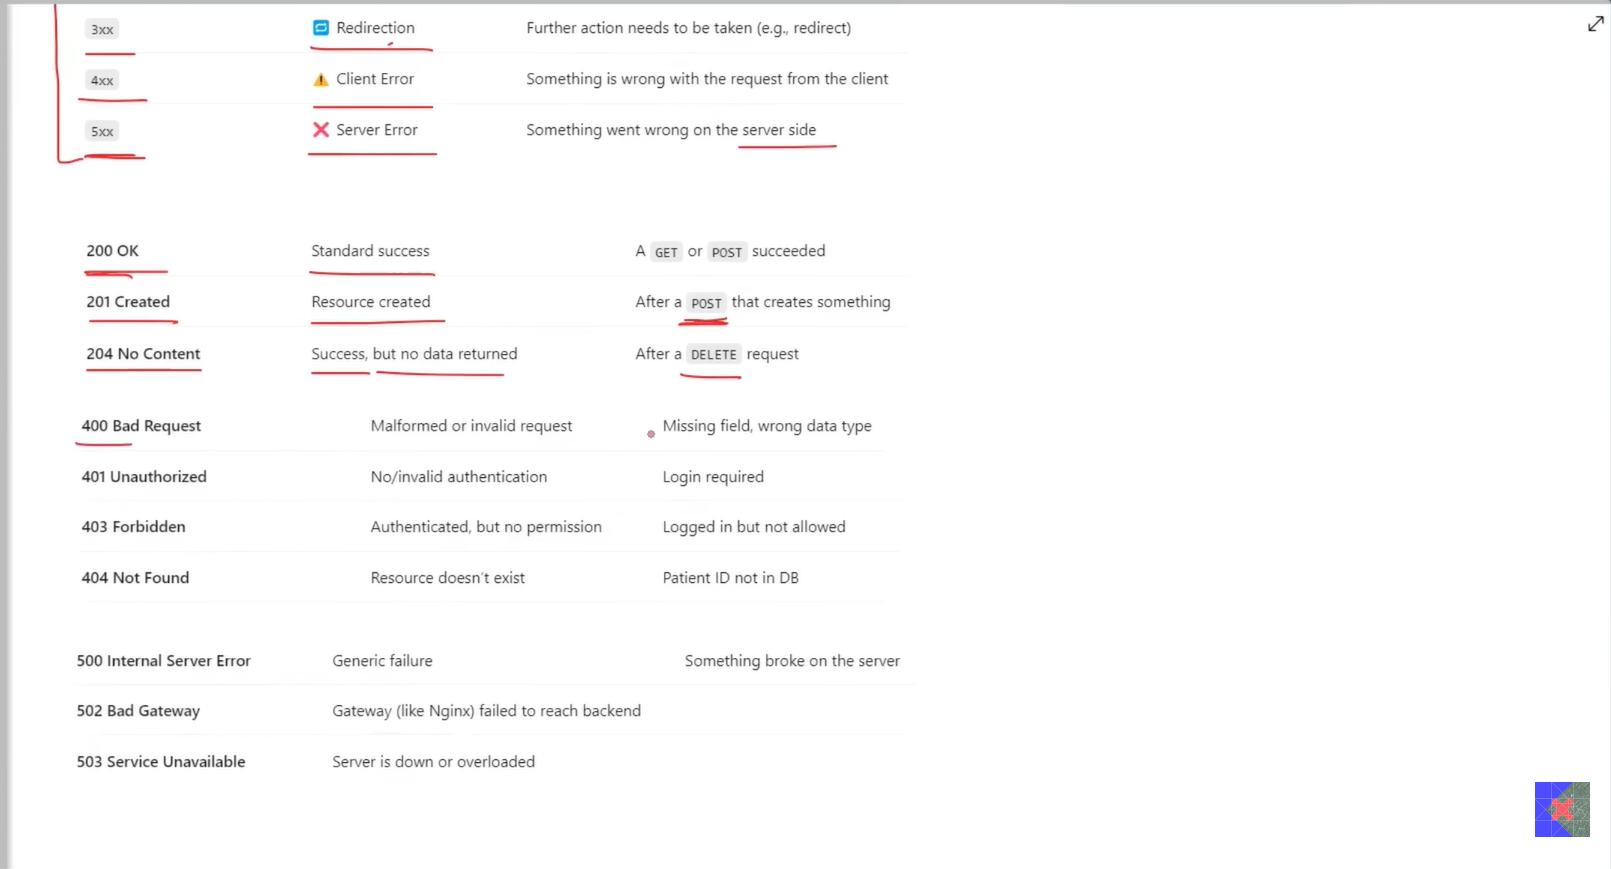 3xx Redirection Further action needs to be taken (e.g., redirect)
4xx Client Error Something is wrong with the request from the client
5xx Server Error Something went wrong on the server side
200 OK Standard success A GET or POST succeeded
201 Created Resource created After a POST that creates something
204 No Content Success, but no data returned After a DELETE request
400 Bad Request Malformed or invalid request Missing field, wrong data type
401 Unauthorized No/invalid authentication Login required
403 Forbidden Authenticated, but no permission Logged in but not allowed
404 Not Found Resource doesn't exist Patient ID not in DB
500 Internal Server Error Generic failure Something broke on the server
502 Bad Gateway Gateway (like Nginx) failed to reach backend
503 Service Unavailable Server is down or overloaded